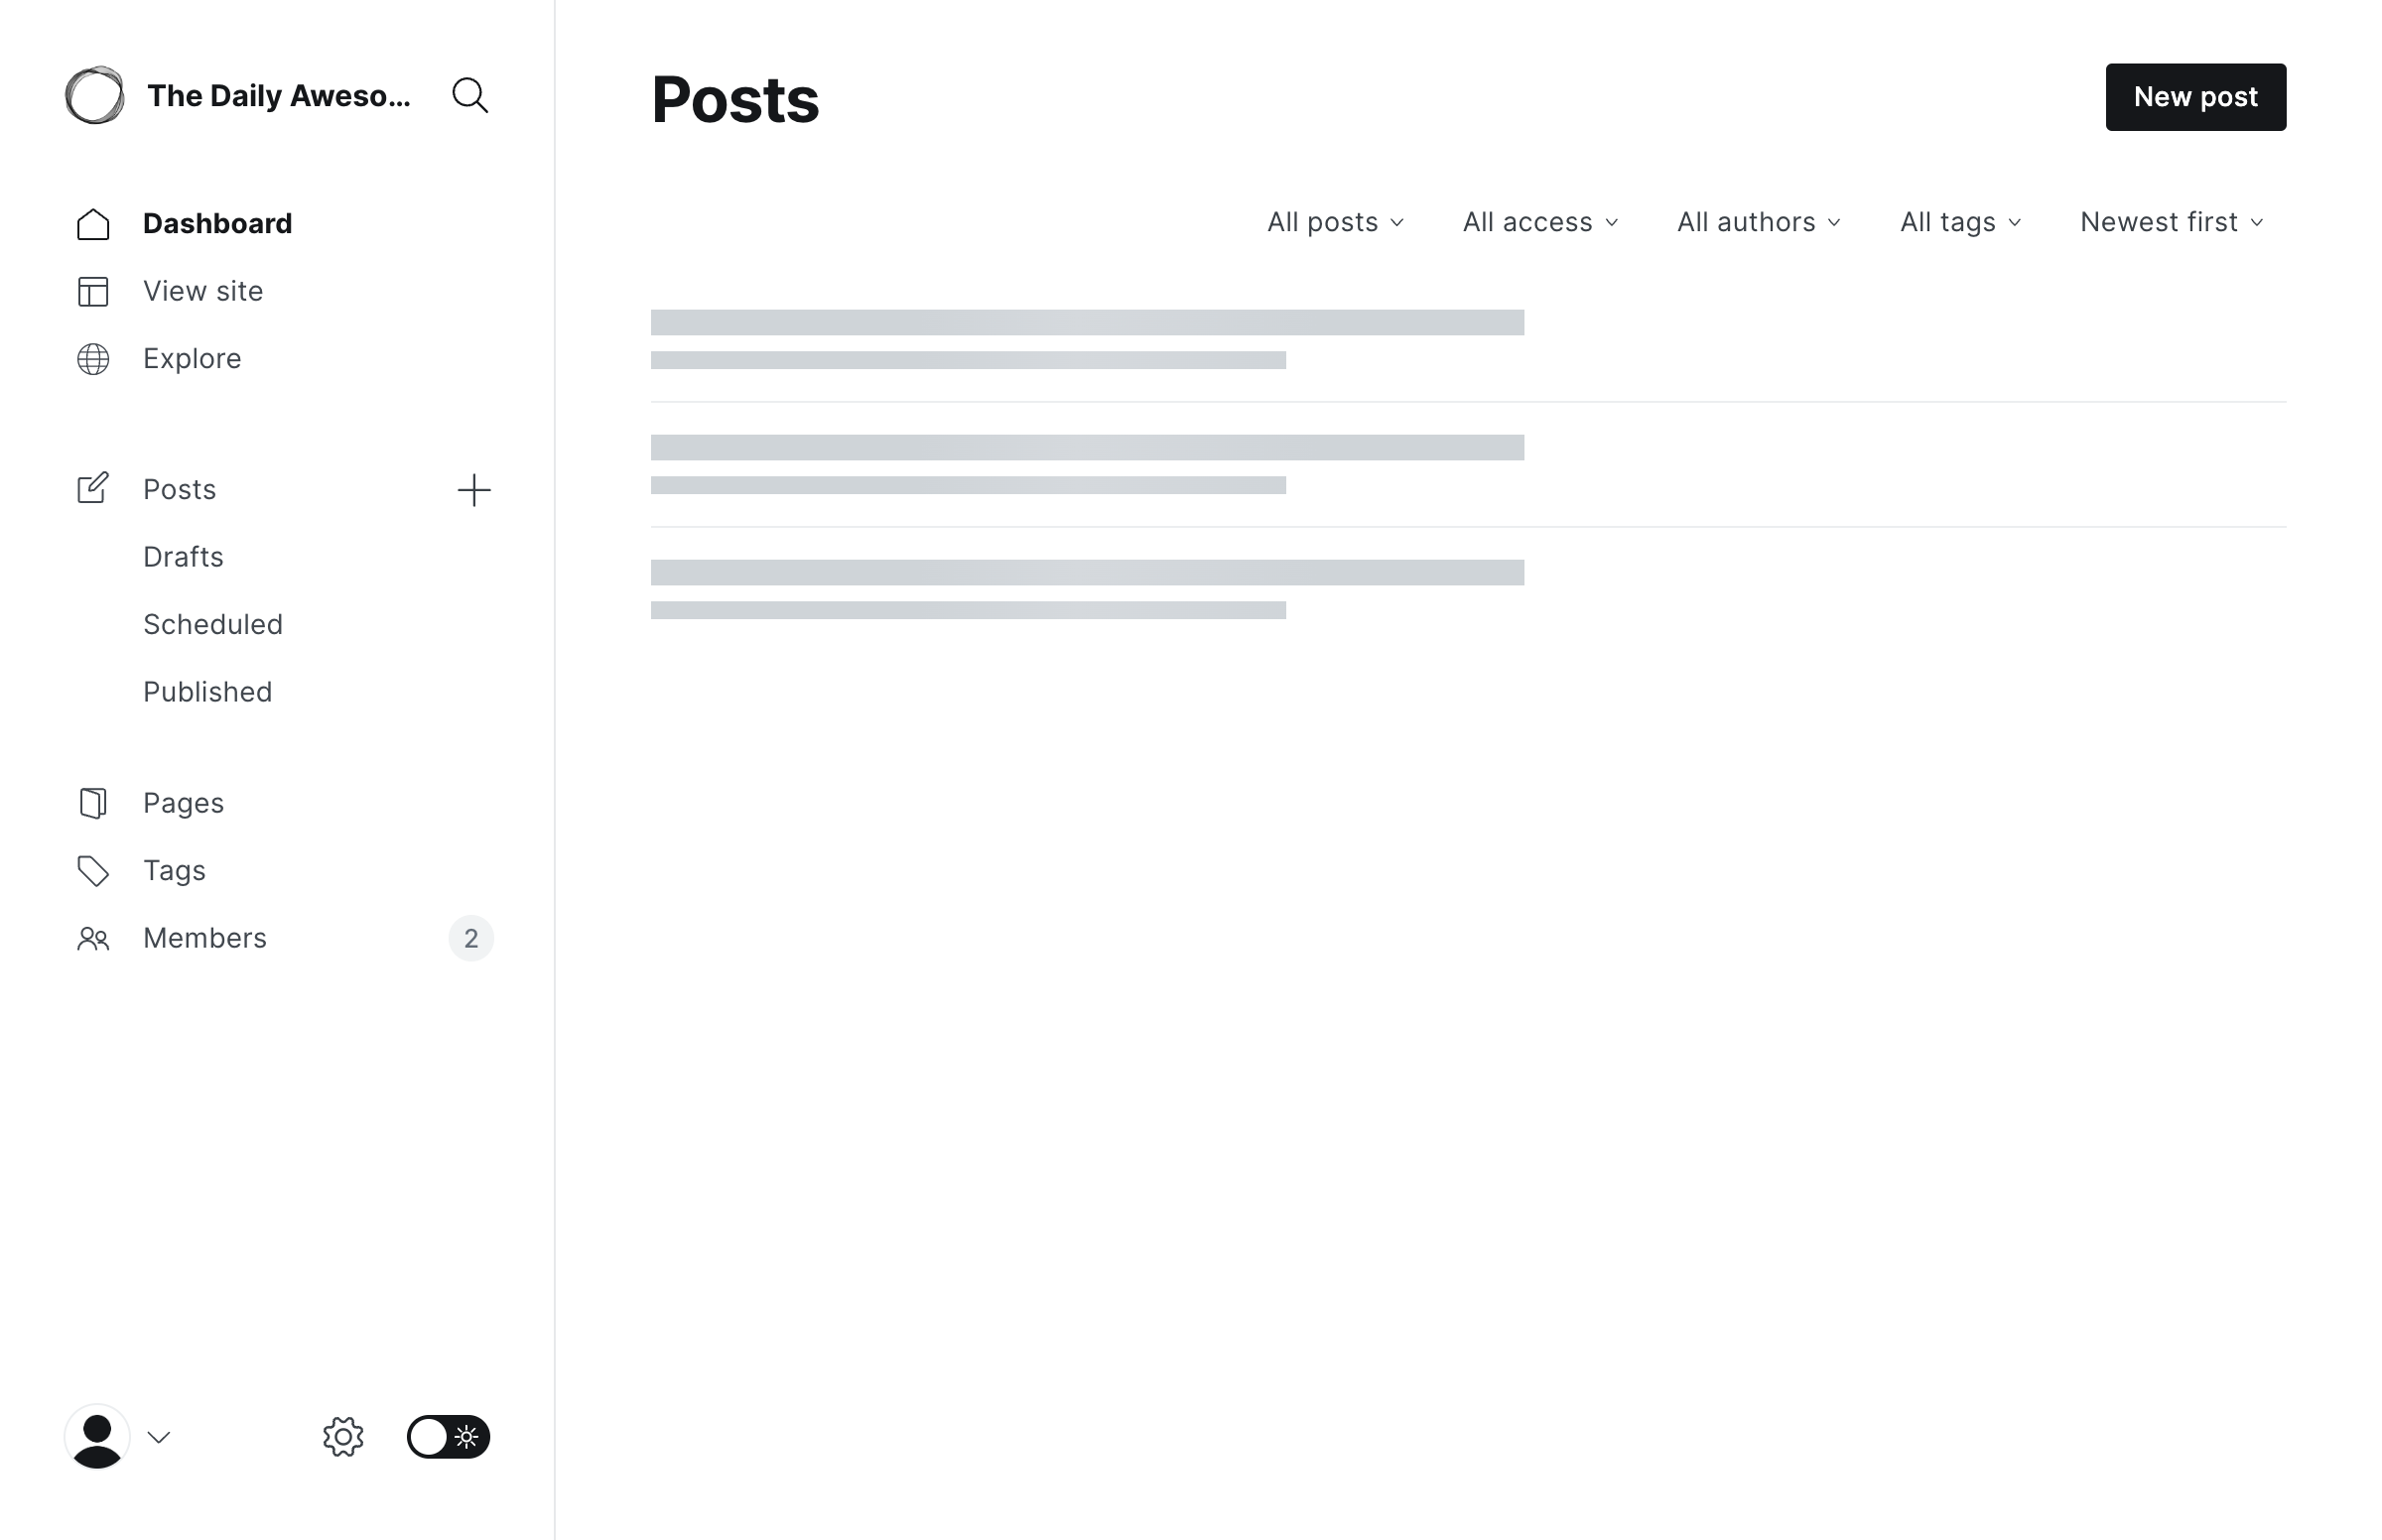 The Daily Aweso...
Dashboard
View site
Explore
Posts
Drafts
Scheduled
Published
Pages
Tags
Members 2
Posts
New post
All posts All access All authors All tags Newest first